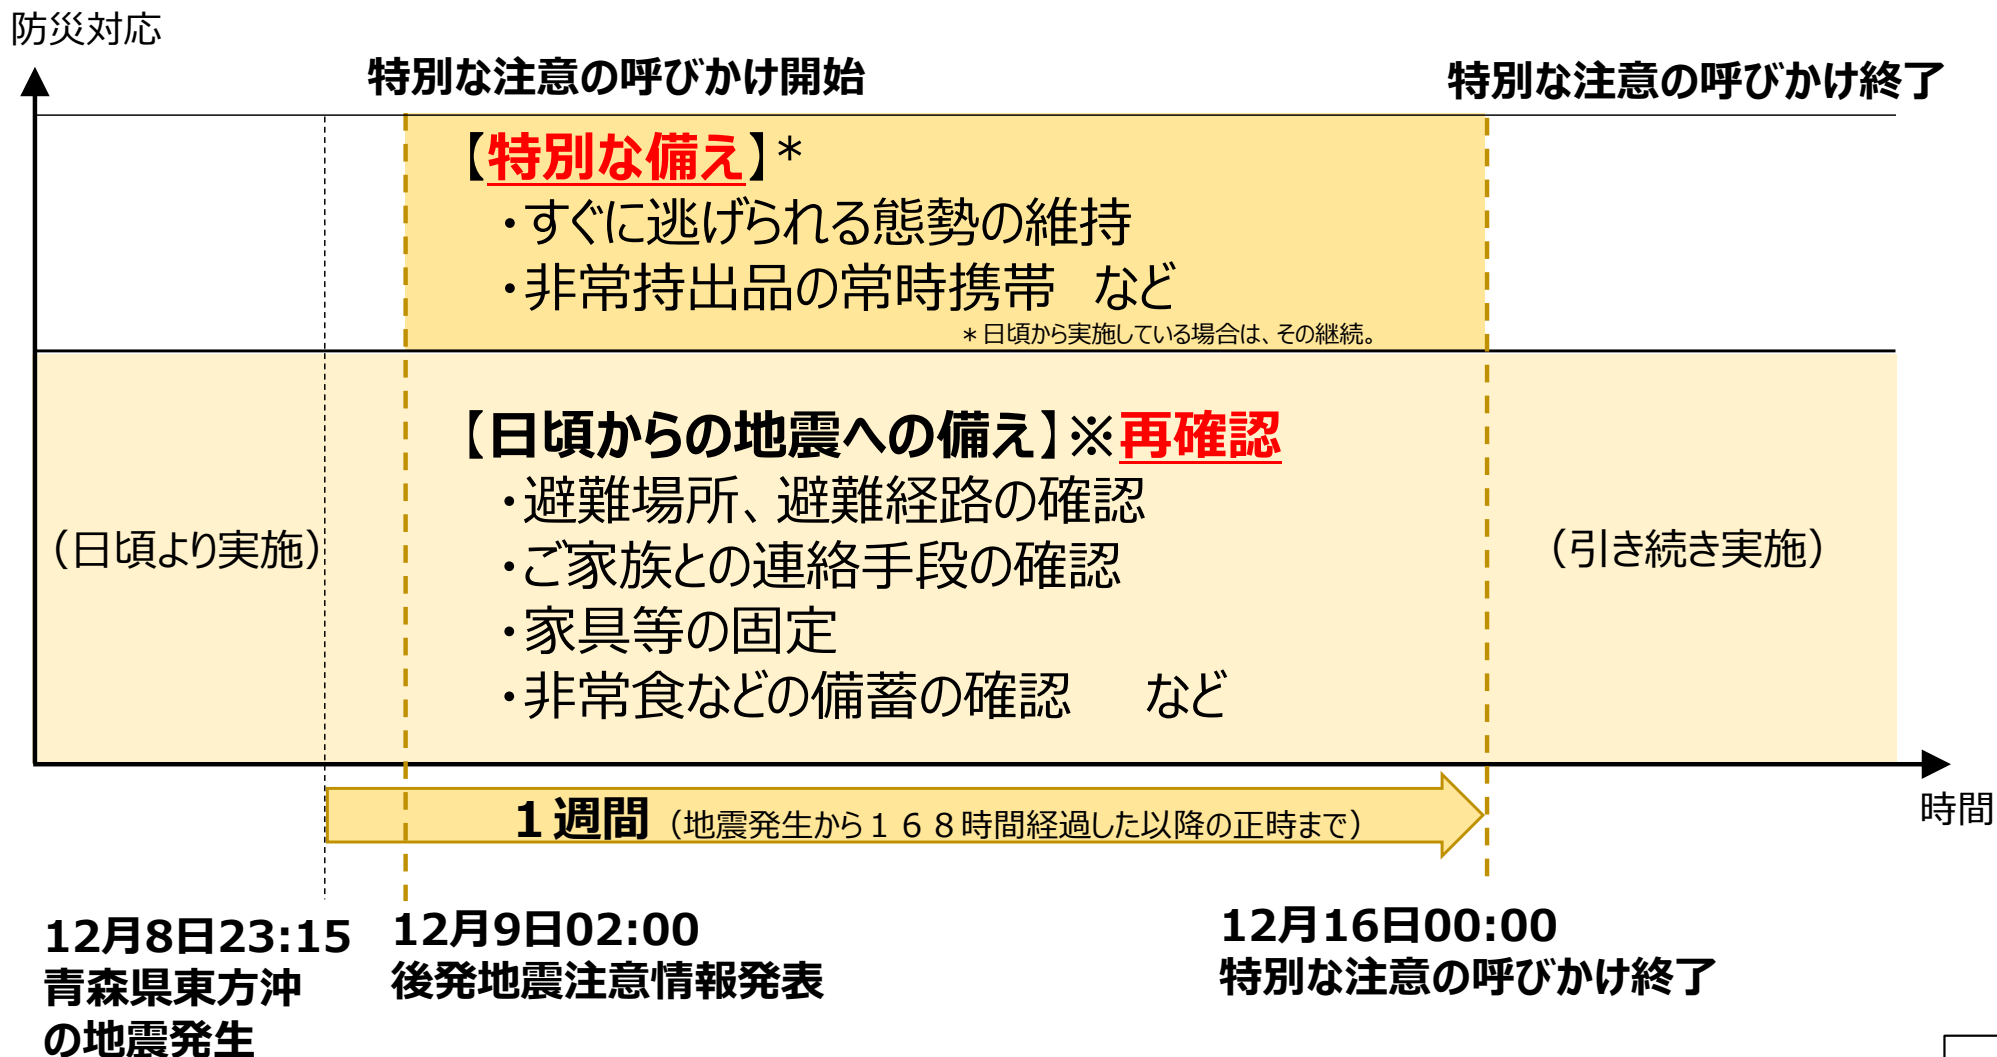 防災対応
特別な注意の呼びかけ開始
特別な注意の呼びかけ終了
【特別な備え】*
・すぐに逃げられる態勢の維持
・非常持出品の常時携帯　など
*日頃から実施している場合は、その継続。
【日頃からの地震への備え】※再確認
・避難場所、避難経路の確認
・ご家族との連絡手段の確認
・家具等の固定
・非常食などの備蓄の確認　　など
（日頃より実施）
（引き続き実施）
１週間（地震発生から１６８時間経過した以降の正時まで）
時間
12月8日23:15
青森県東方沖
の地震発生
12月9日02:00
後発地震注意情報発表
12月16日00:00
特別な注意の呼びかけ終了